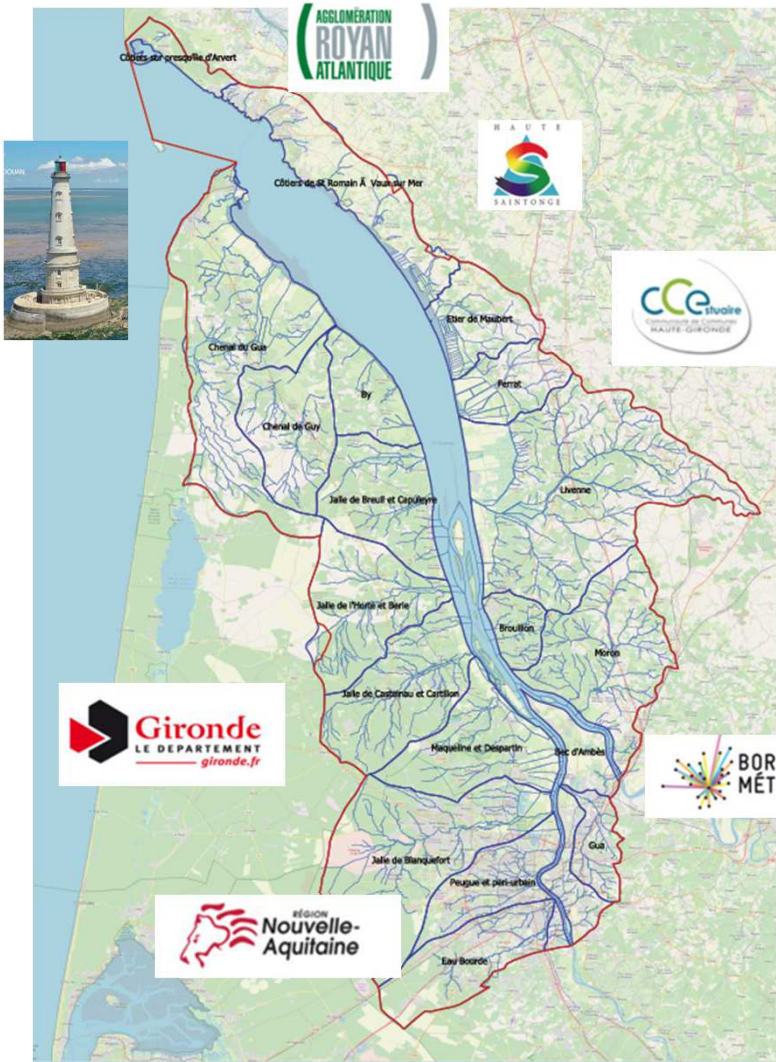 AGGLOMÉRATION
ROYAN
ATLANTIQUE
Côtiers sur presqu'île d'Arvert
HAUTE
SAINTONGE
DOUAN
Côtiers de St Romain Ã Vaux sur Mer
CCEstuaire
Communauté de Communes
HAUTE-GIRONDE
Etier de Maubert
Chenal du Gua
Ferrat
By
Chenal de Guy
Livenne
Jalle de Breuil et Capuleyre
Jalle de l'Horte et Berle
Brouillon
Moron
Jalle de Castelnau et Cartillon
Gironde
LE DEPARTEMENT
gironde.fr
Maqueline et Despartin
Bec d'Ambès
BOR
MÉT
Gua
Jalle de Blanquefort
Peugue et péri-urbain
RÉGION
Nouvelle-
Aquitaine
Eau Bourde